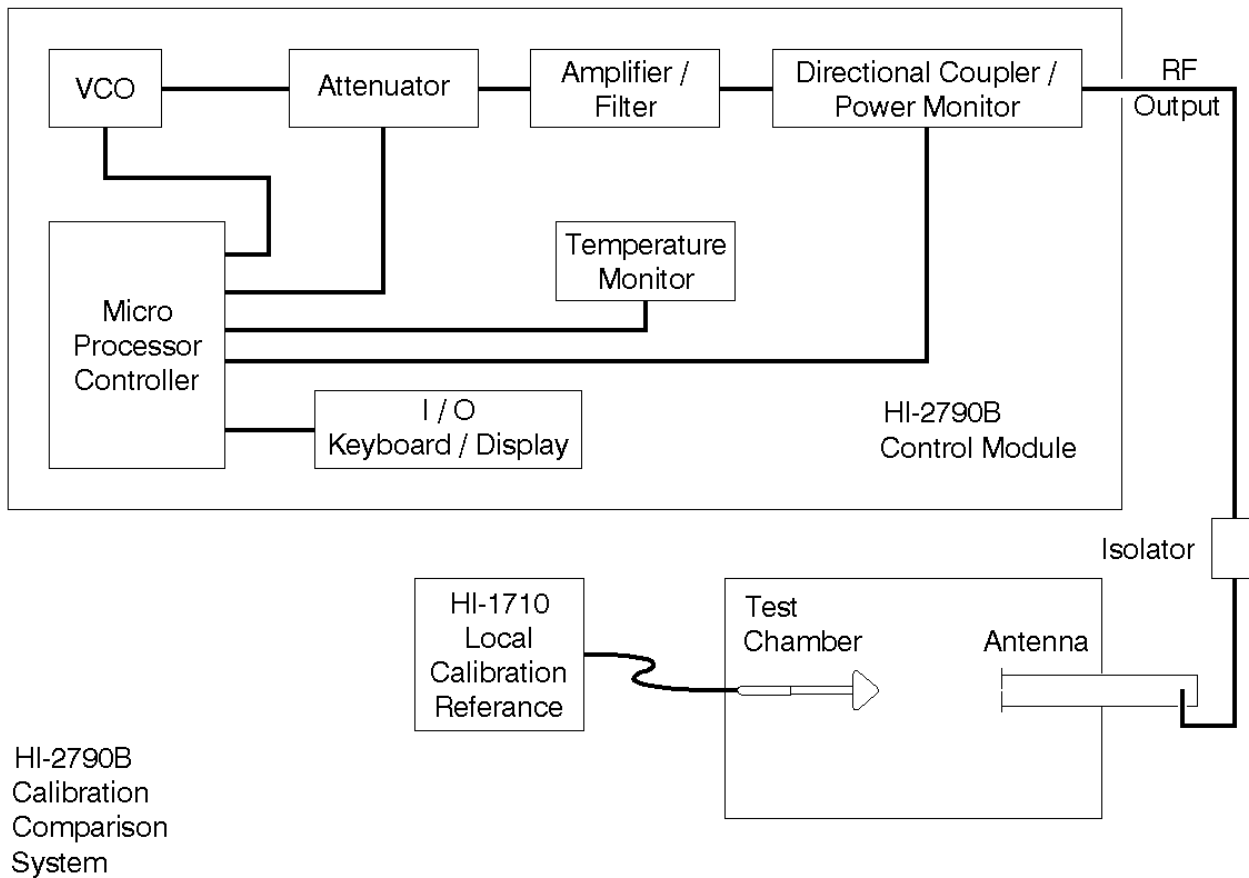 VCO
Attenuator
Amplifier /
Filter
Directional Coupler /
Power Monitor
RF
Output
Temperature
Monitor
Micro
Processor
Controller
I / O
Keyboard / Display
HI-2790B
Control Module
Isolator
HI-1710
Local
Calibration
Referance
Test
Chamber
Antenna
HI-2790B
Calibration
Comparison
System